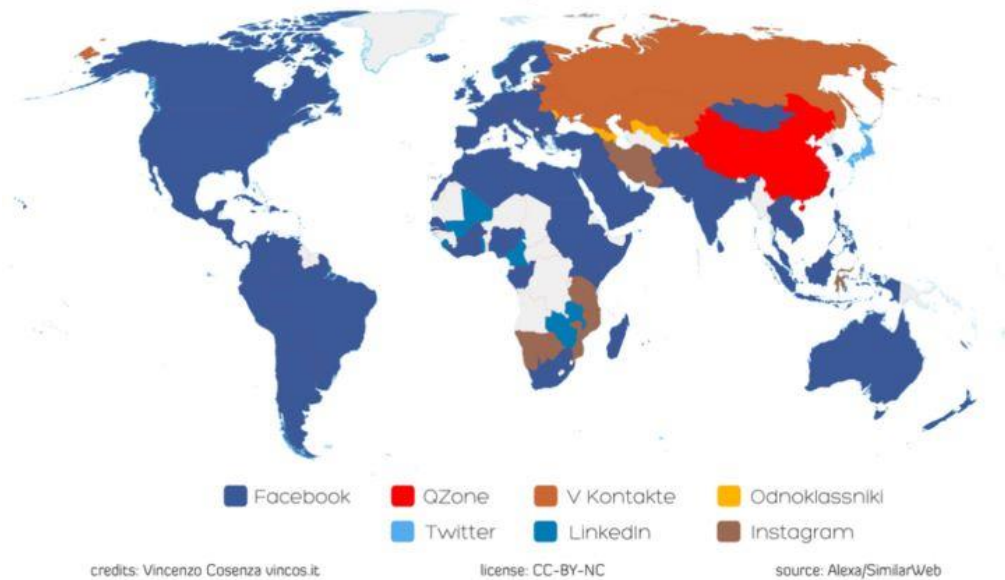 Facebook QZone V Kontakte Odnoklassniki
Twitter LinkedIn Instagram
credits: Vincenzo Cosenza vincos.it license: CC-BY-NC source: Alexa/SimilarWeb